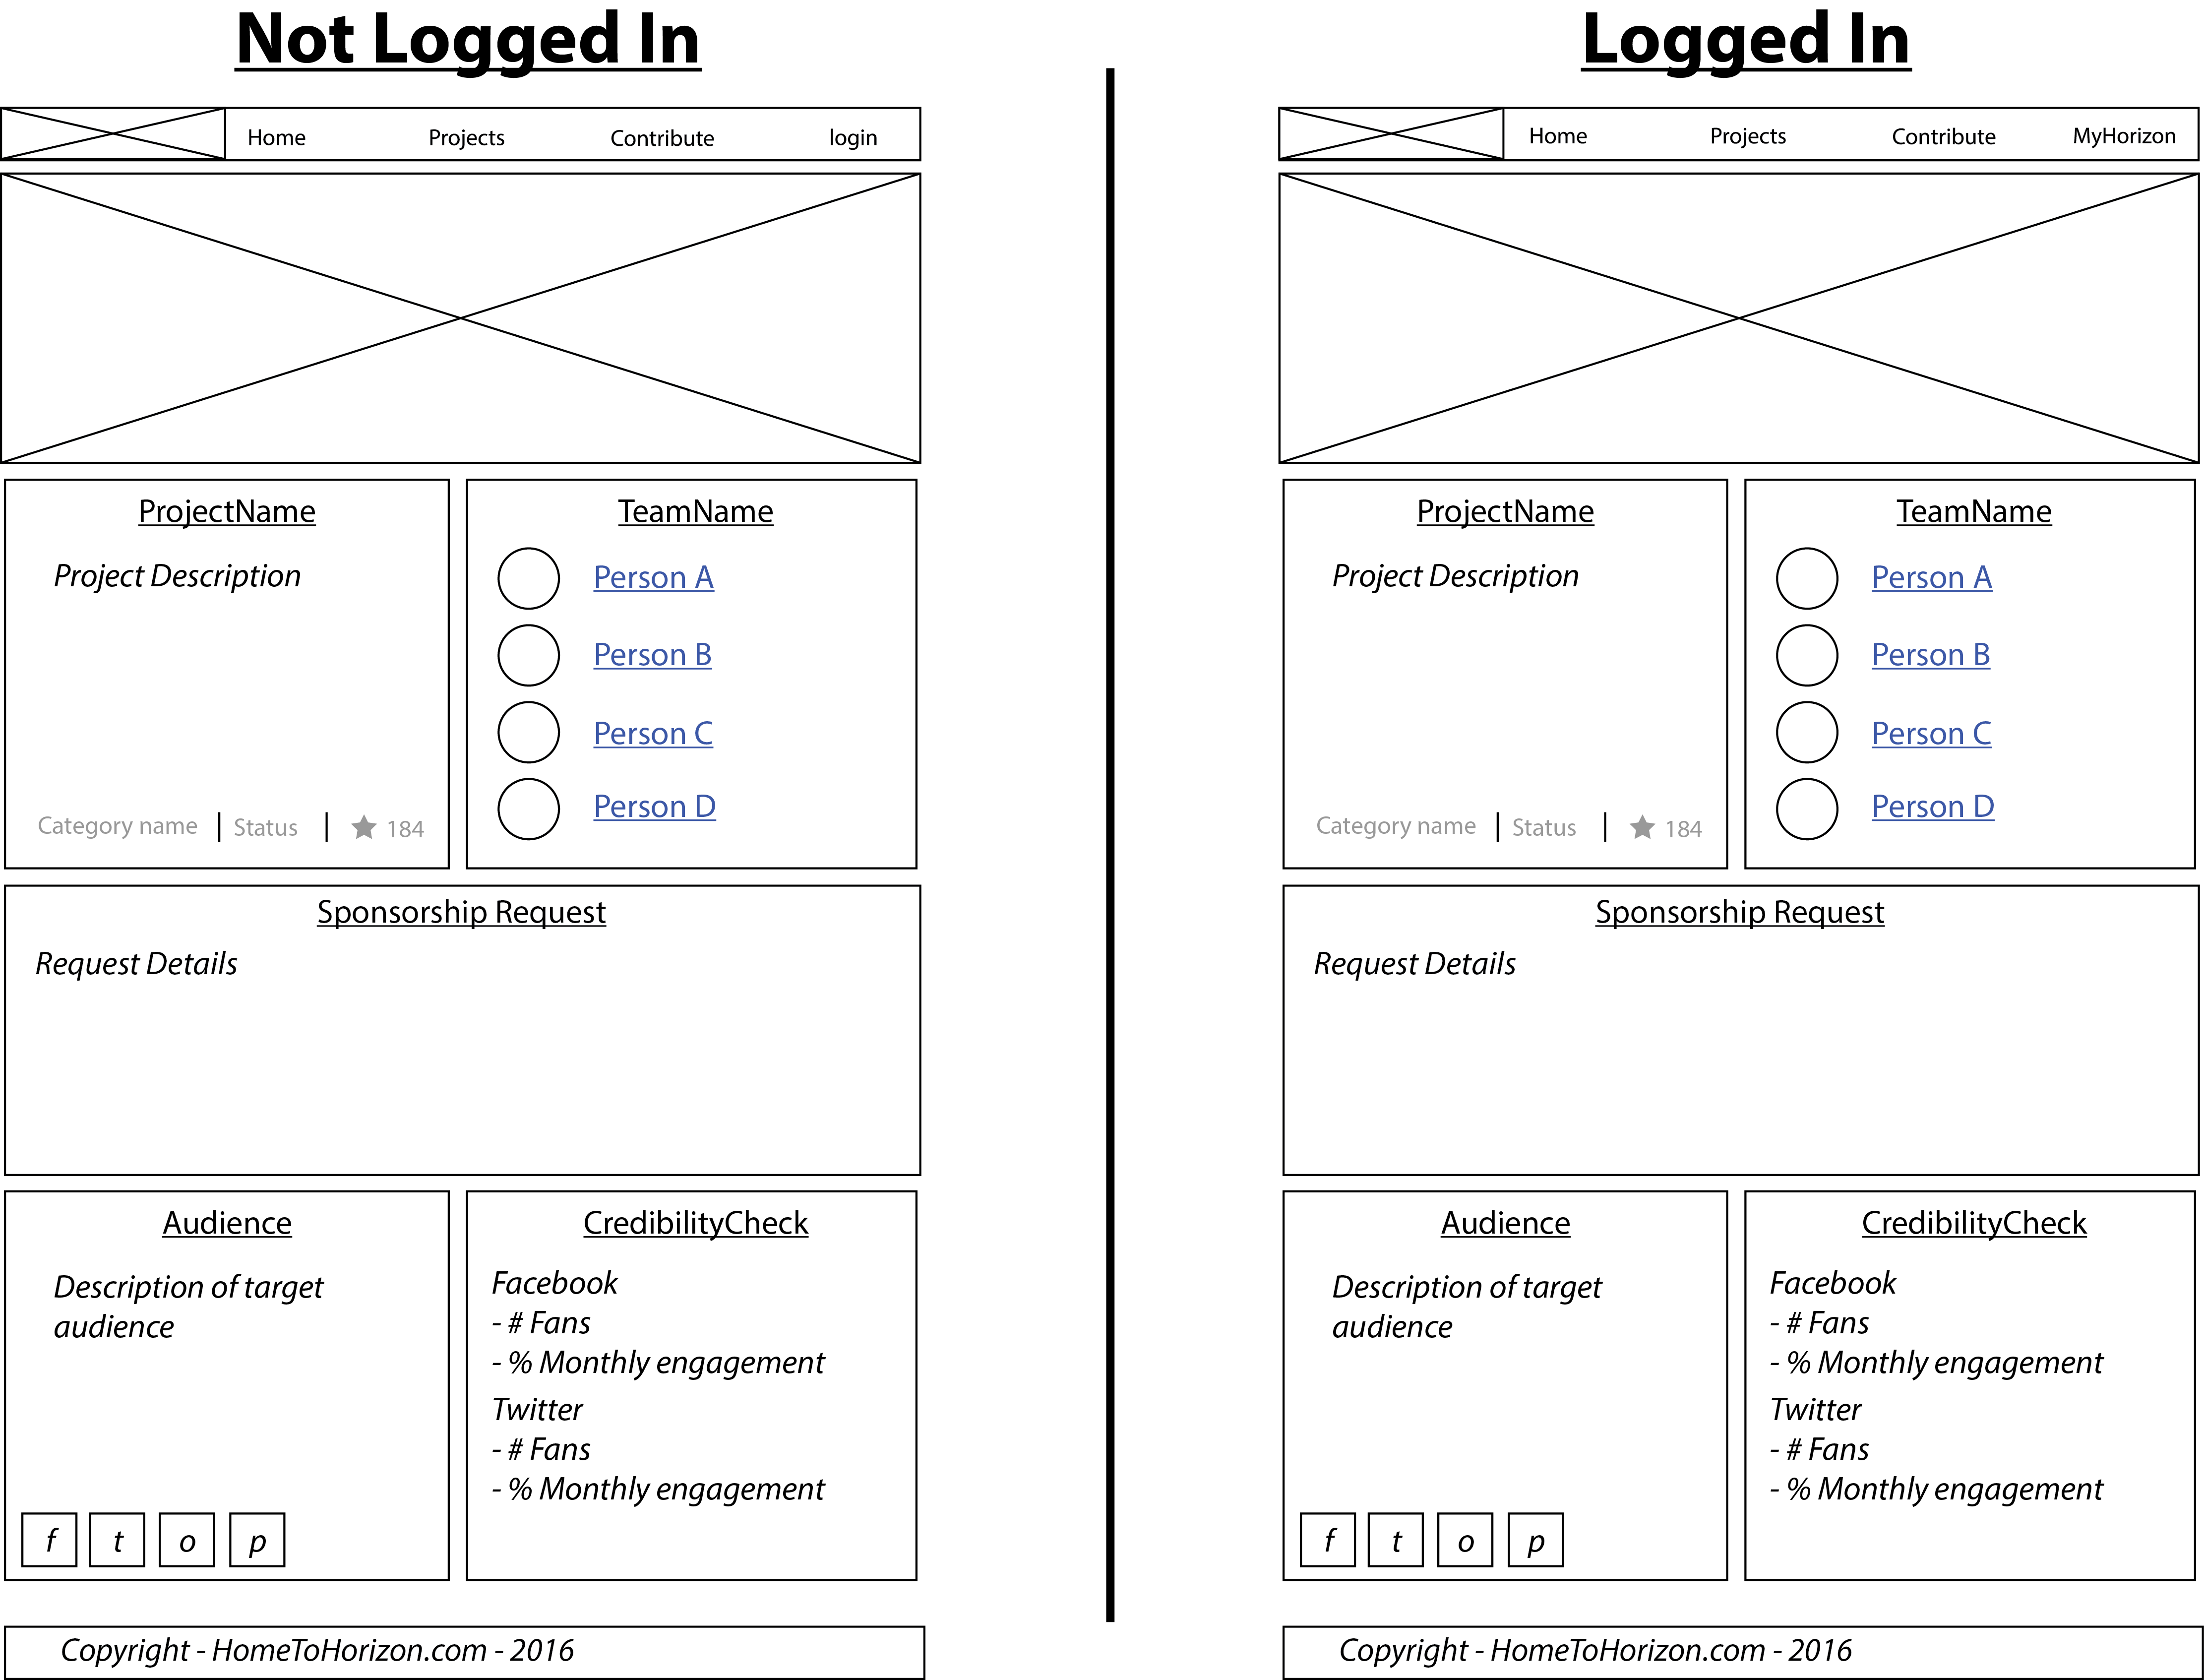 Not Logged In
Home Projects Contribute login
ProjectName
Project Description
Category name | Status | ★ 184
TeamName
Person A
Person B
Person C
Person D
Sponsorship Request
Request Details
Audience
Description of target
audience
f t o p
CredibilityCheck
Facebook
- # Fans
- % Monthly engagement
Twitter
- # Fans
- % Monthly engagement
Copyright - HomeToHorizon.com - 2016
Logged In
Home Projects Contribute MyHorizon
ProjectName
Project Description
Category name | Status | ★ 184
TeamName
Person A
Person B
Person C
Person D
Sponsorship Request
Request Details
Audience
Description of target
audience
f t o p
CredibilityCheck
Facebook
- # Fans
- % Monthly engagement
Twitter
- # Fans
- % Monthly engagement
Copyright - HomeToHorizon.com - 2016